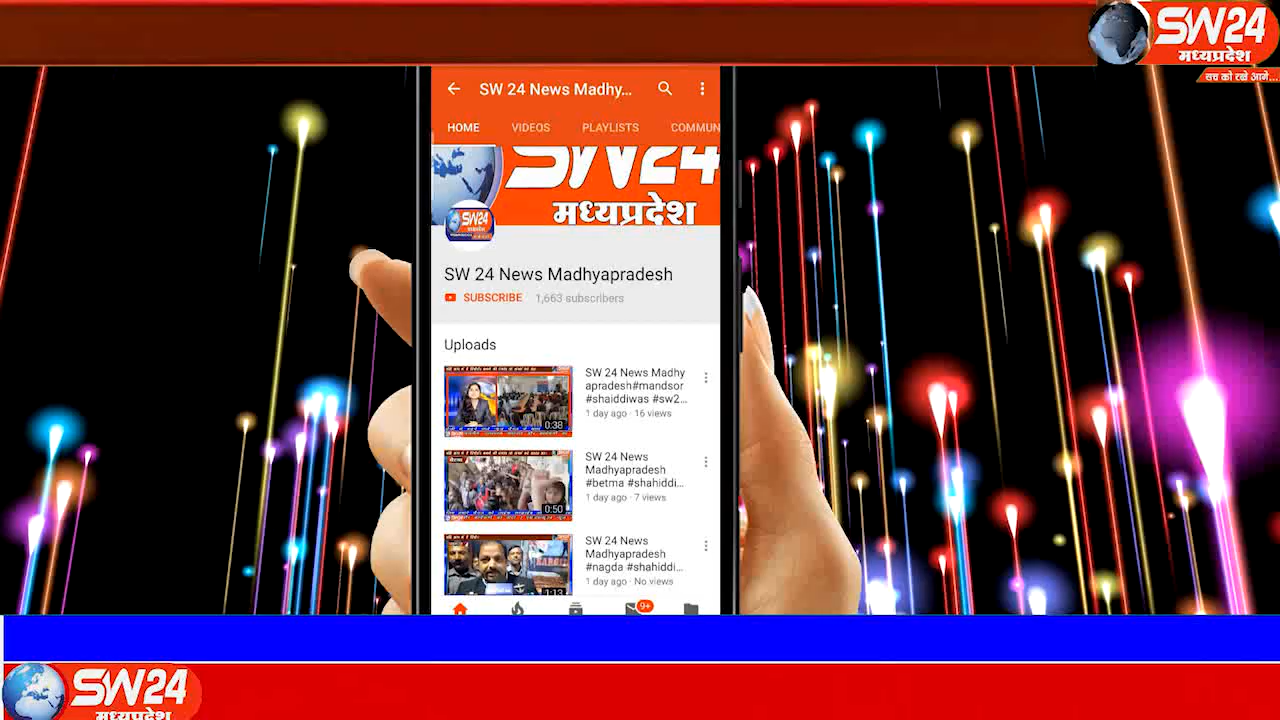 SW24
मध्यप्रदेश
सच को रखे आगे...
SW 24 News Madhy...
HOME VIDEOS PLAYLISTS COMMUN
SW24
मध्यप्रदेश
SW24
SW 24 News Madhyapradesh
SUBSCRIBE 1,663 subscribers
Uploads
SW 24 News Madhy
apradesh#mandsor
#shaiddiwas #sw2...
1 day ago · 16 views
0:38
SW 24 News
Madhyapradesh
#betma #shahiddi...
1 day ago · 7 views
0:50
SW 24 News
Madhyapradesh
#nagda #shahiddi...
1 day ago · No views
1:13
9+
SW24
मध्यप्रदेश